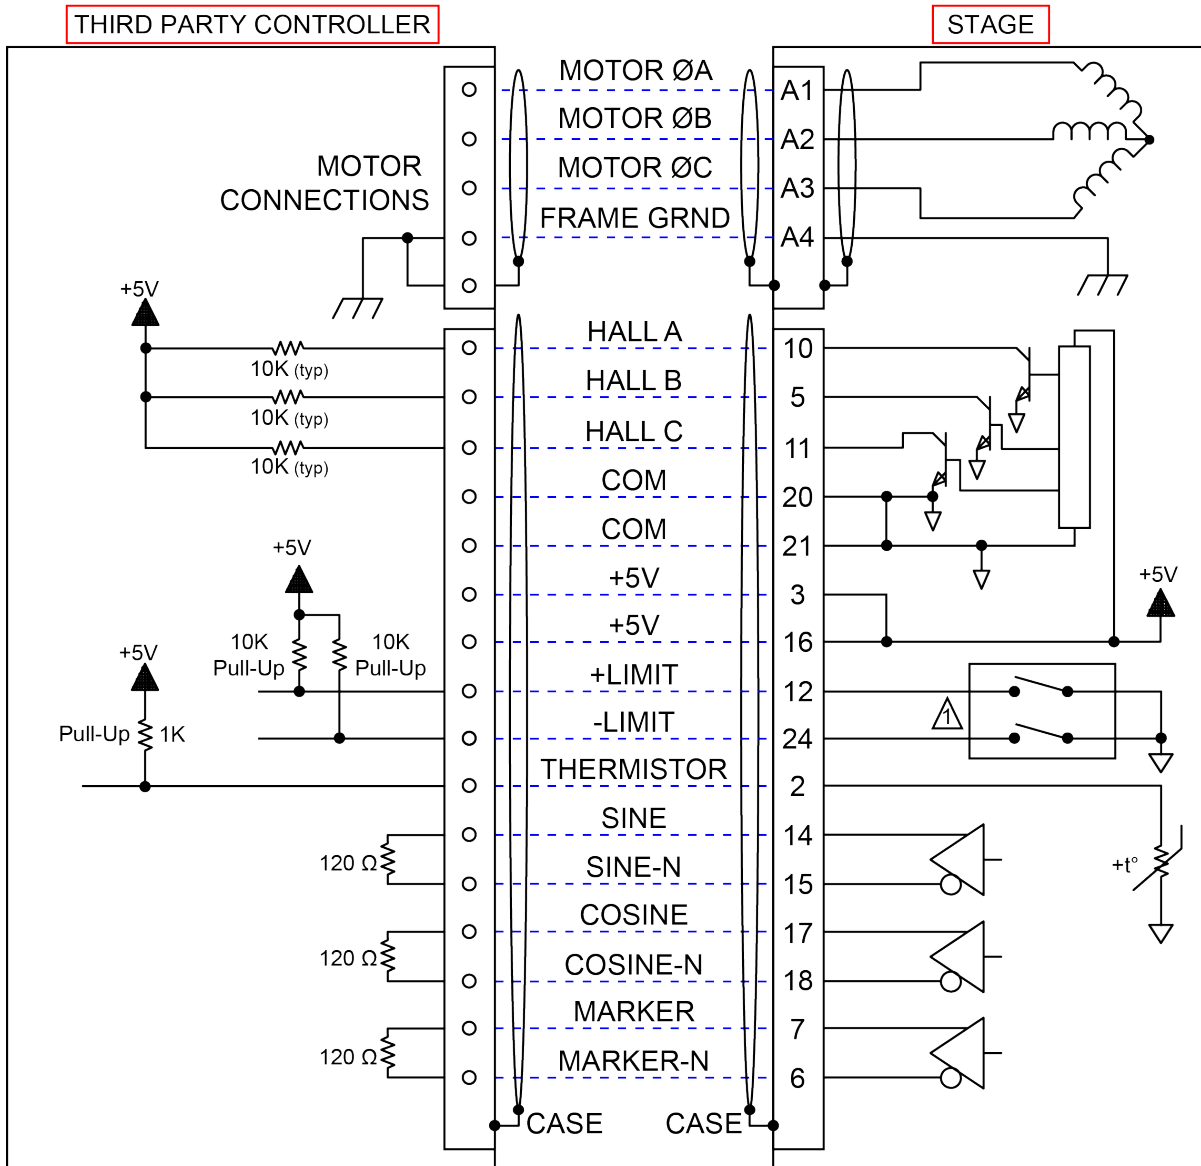 THIRD PARTY CONTROLLER
STAGE
MOTOR ØA
A1
MOTOR ØB
A2
MOTOR
CONNECTIONS
MOTOR ØC
A3
FRAME GRND
A4
+5V
10K (typ)
HALL A
10
10K (typ)
HALL B
5
10K (typ)
HALL C
11
COM
20
COM
21
+5V
+5V
3
+5V
+5V
16
10K
Pull-Up
10K
Pull-Up
+LIMIT
12
+5V
-LIMIT
24
1
Pull-Up
1K
THERMISTOR
2
SINE
14
120 Ω
SINE-N
15
+t°
COSINE
17
120 Ω
COSINE-N
18
MARKER
7
120 Ω
MARKER-N
6
CASE
CASE